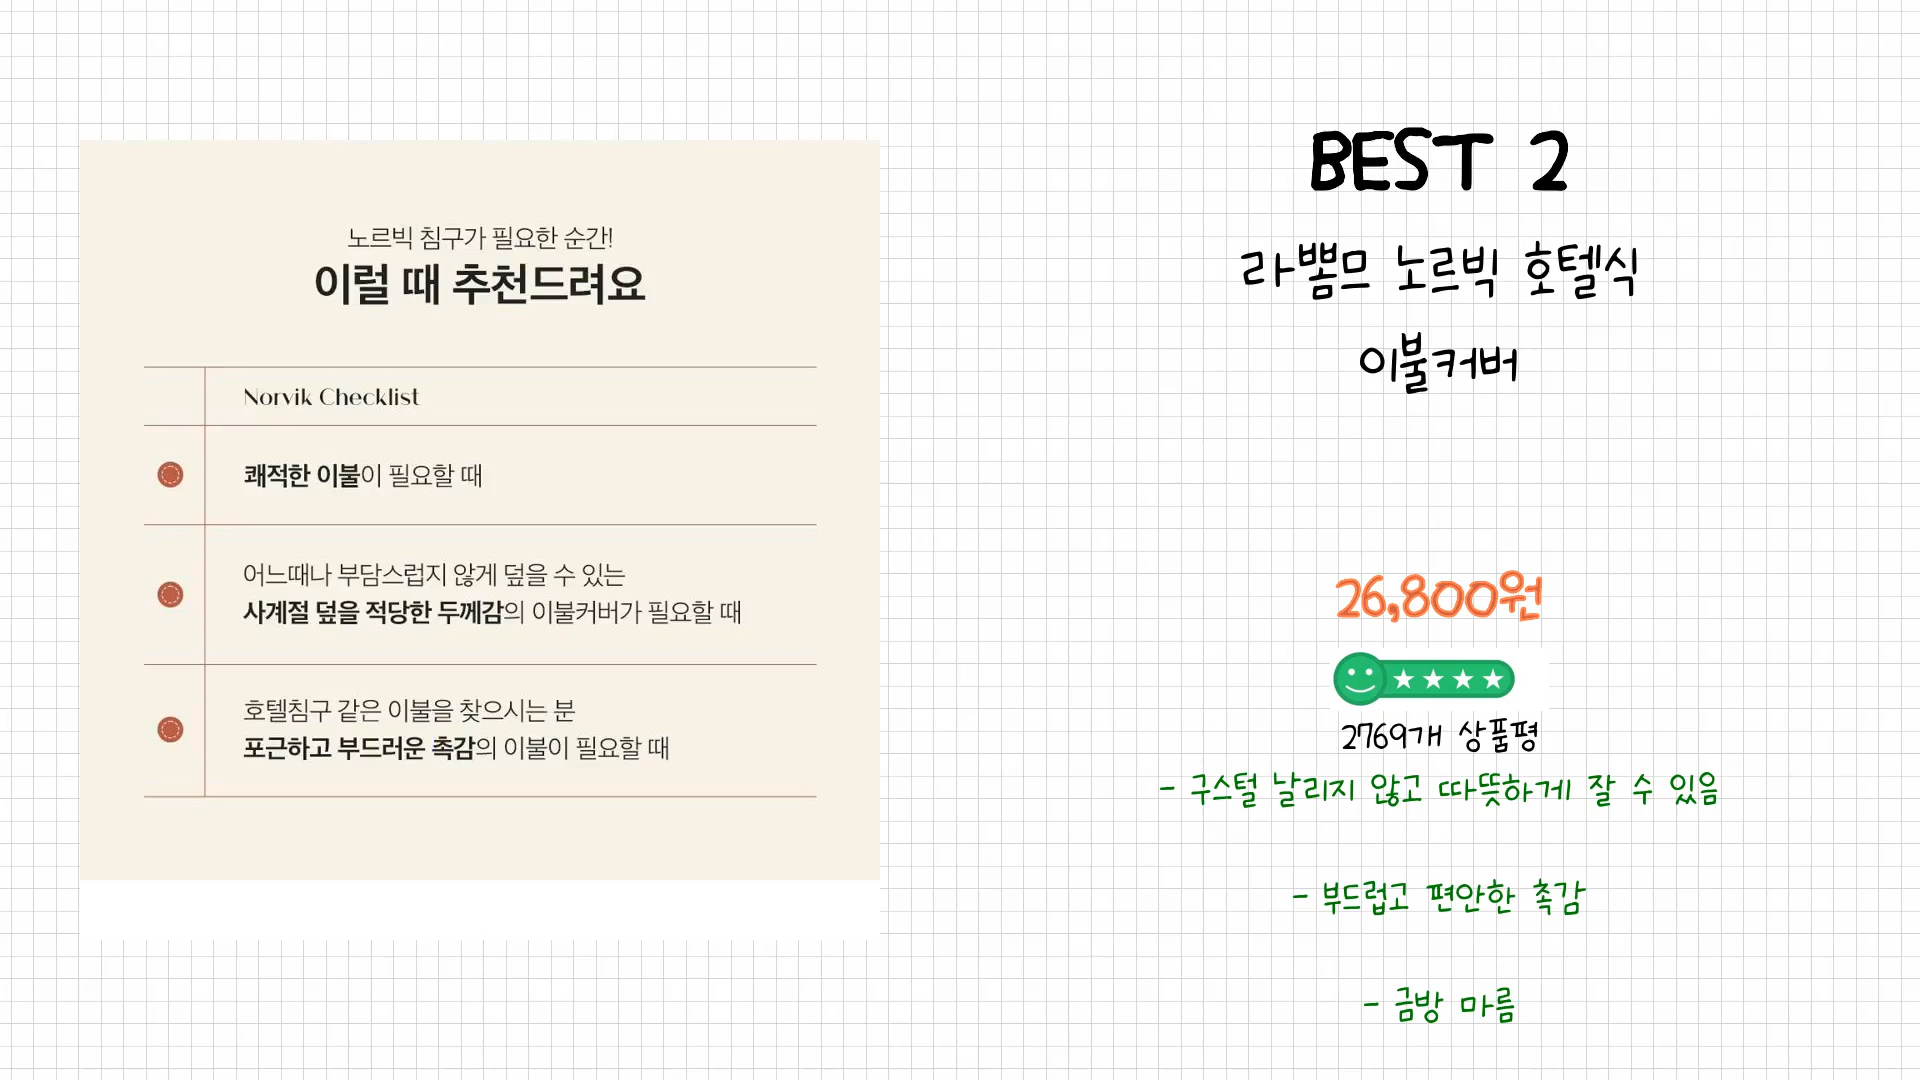 노르빅 침구가 필요한 순간!
이럴 때 추천드려요
Norvik Checklist
쾌적한 이불이 필요할 때
어느때나 부담스럽지 않게 덮을 수 있는
사계절 덮을 적당한 두께감의 이불커버가 필요할 때
호텔침구 같은 이불을 찾으시는 분
포근하고 부드러운 촉감의 이불이 필요할 때
BEST 2
라뽐므 노르빅 호텔식
이불커버
26,800원
2769개 상품평
- 구스털 날리지 않고 따뜻하게 잘 수 있음
- 부드럽고 편안한 촉감
- 금방 마름